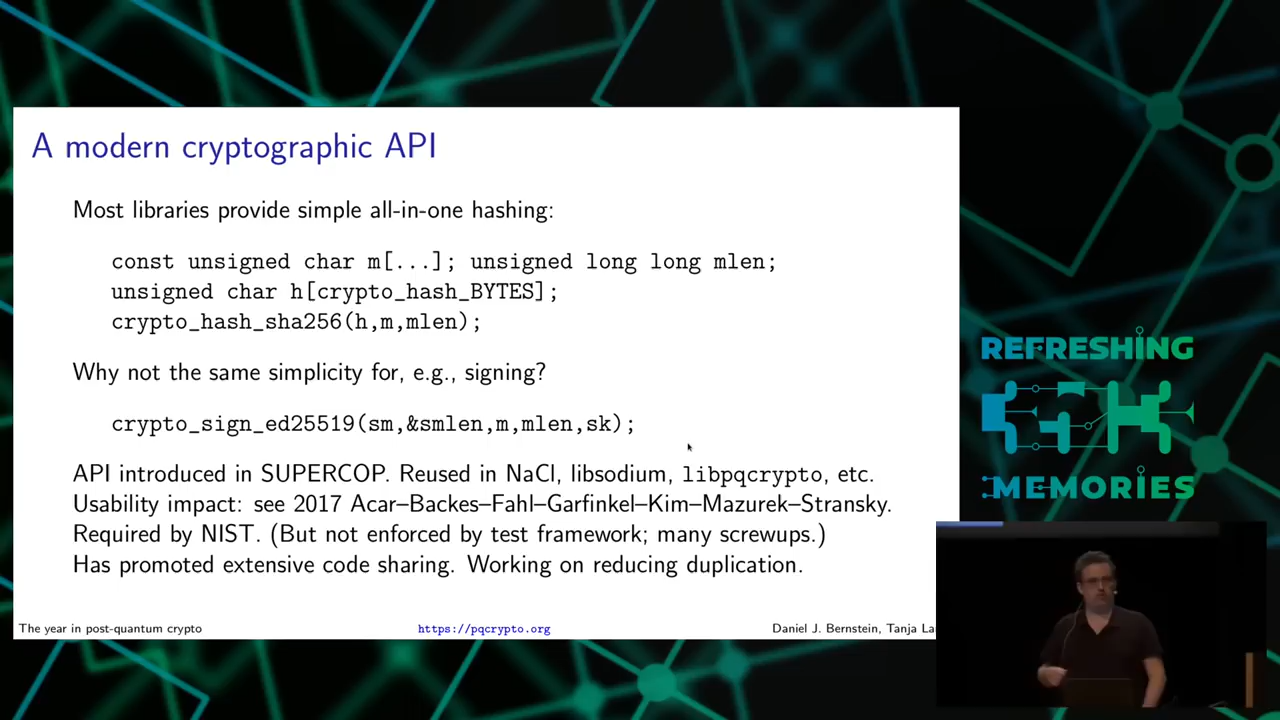 A modern cryptographic API
Most libraries provide simple all-in-one hashing:
const unsigned char m[...]; unsigned long long mlen;
unsigned char h[crypto_hash_BYTES];
crypto_hash_sha256(h,m,mlen);
Why not the same simplicity for, e.g., signing?
crypto_sign_ed25519(sm,&smlen,m,mlen,sk);
API introduced in SUPERCOP. Reused in NaCl, libsodium, libpqcrypto, etc.
Usability impact: see 2017 Acar–Backes–Fahl–Garfinkel–Kim–Mazurek–Stransky.
Required by NIST. (But not enforced by test framework; many screwups.)
Has promoted extensive code sharing. Working on reducing duplication.
The year in post-quantum crypto
https://pqcrypto.org
Daniel J. Bernstein, Tanja
REFRESHING
MEMORIES